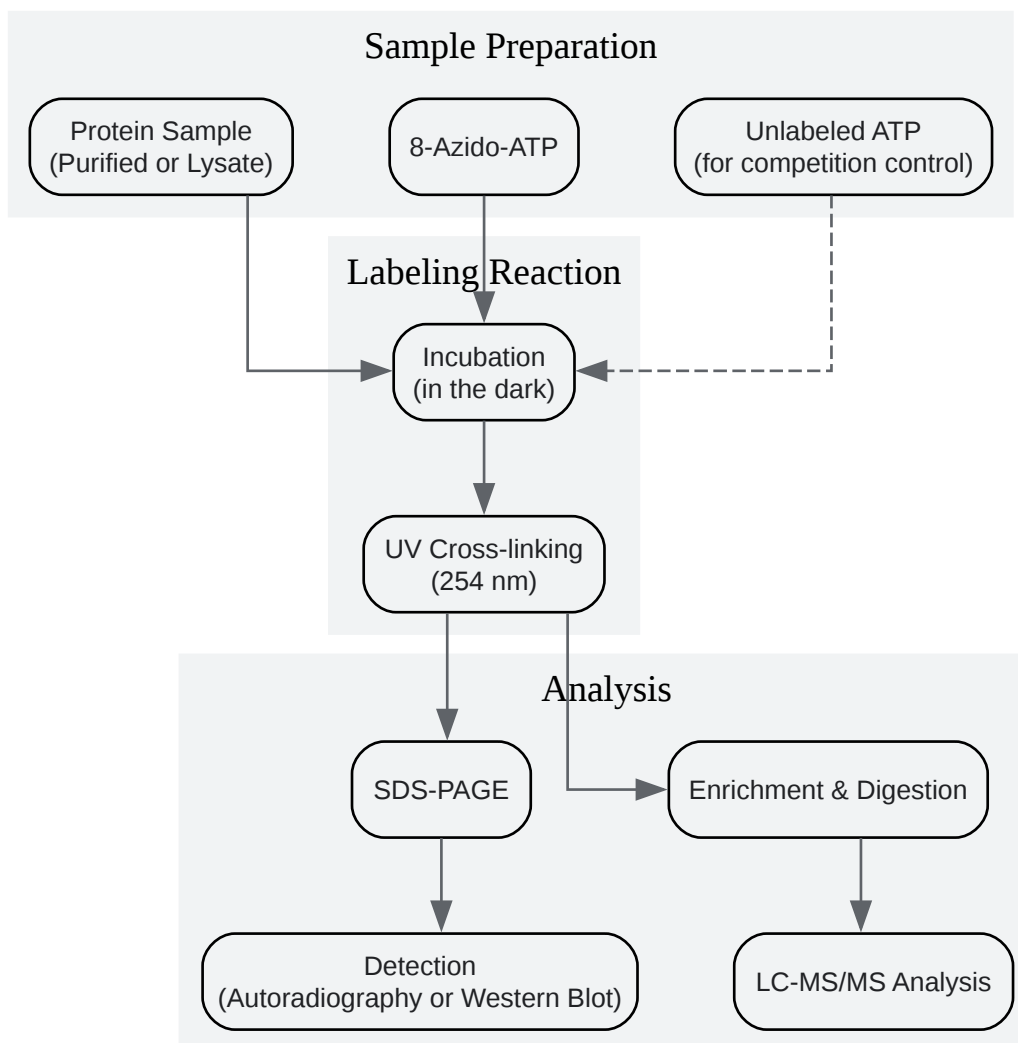 Sample Preparation
Protein Sample
(Purified or Lysate)
8-Azido-ATP
Unlabeled ATP
(for competition control)
Labeling Reaction
Incubation
(in the dark)
UV Cross-linking
(254 nm)
Analysis
SDS-PAGE
Enrichment & Digestion
Detection
(Autoradiography or Western Blot)
LC-MS/MS Analysis